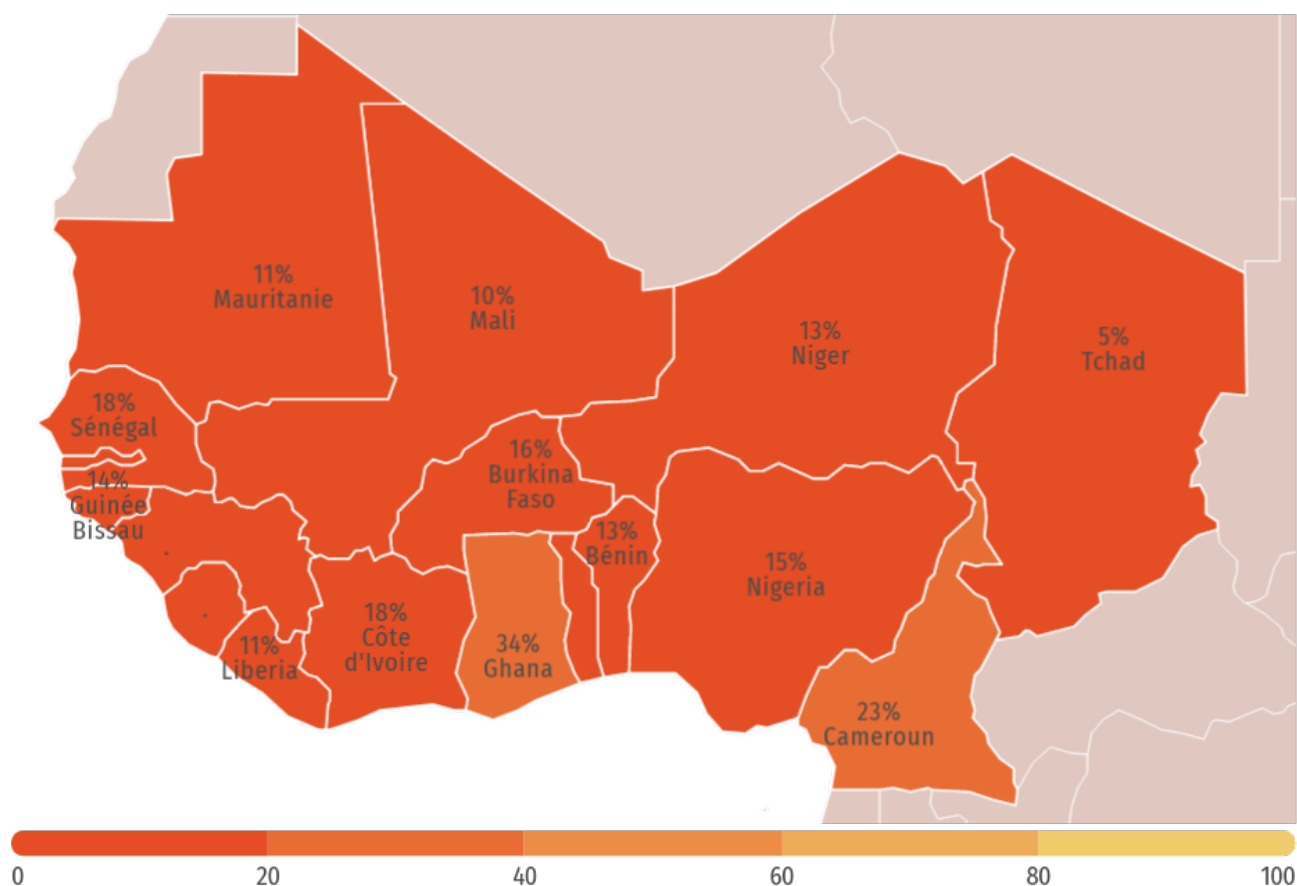 11%
Mauritanie
10%
Mali
13%
Niger
5%
Tchad
18%
Sénégal
16%
Burkina
Faso
14%
Guinée
Bissau
13%
Bénin
15%
Nigeria
18%
Côte
d'Ivoire
11%
Liberia
34%
Ghana
23%
Cameroun
0 20 40 60 80 100